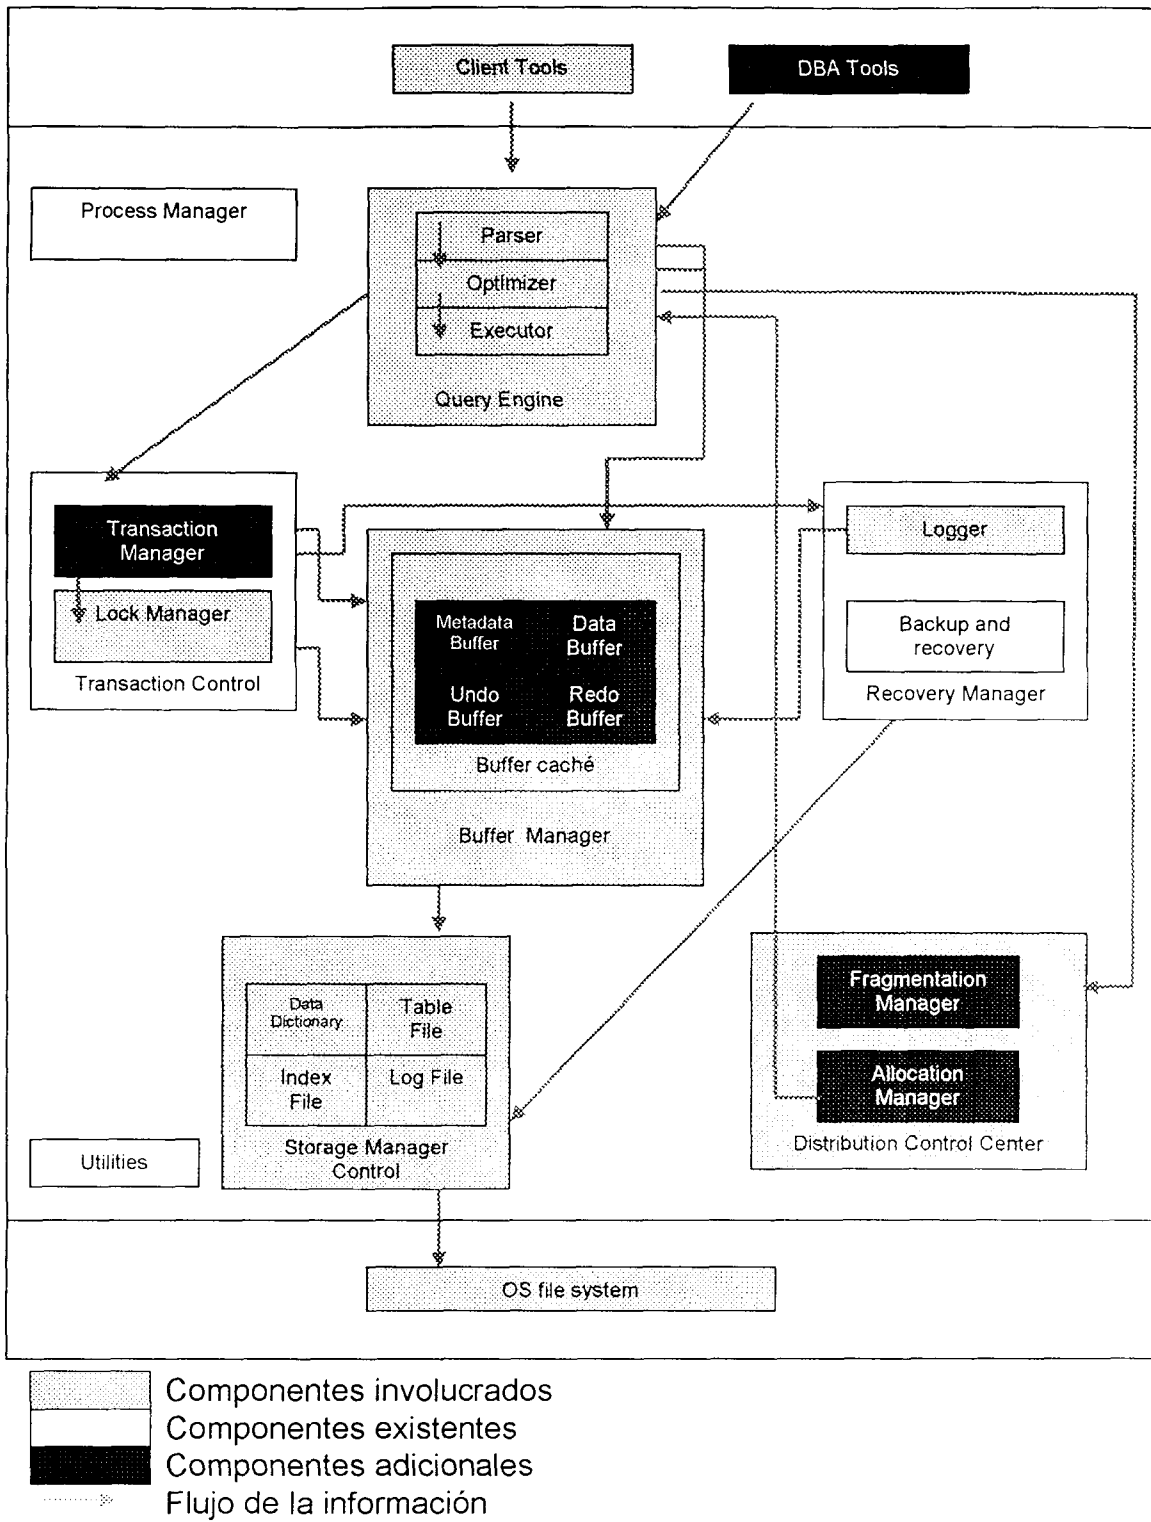 Client Tools
DBA Tools
Process Manager
Parser
Optimizer
Executor
Query Engine
Transaction
Manager
Lock Manager
Transaction Control
Logger
Backup and
recovery
Recovery Manager
Metadata
Buffer
Data
Buffer
Undo
Buffer
Redo
Buffer
Buffer caché
Buffer Manager
Data
Dictionary
Table
File
Index
File
Log File
Storage Manager
Control
Fragmentation
Manager
Allocation
Manager
Distribution Control Center
Utilities
OS file system
Componentes involucrados
Componentes existentes
Componentes adicionales
Flujo de la información